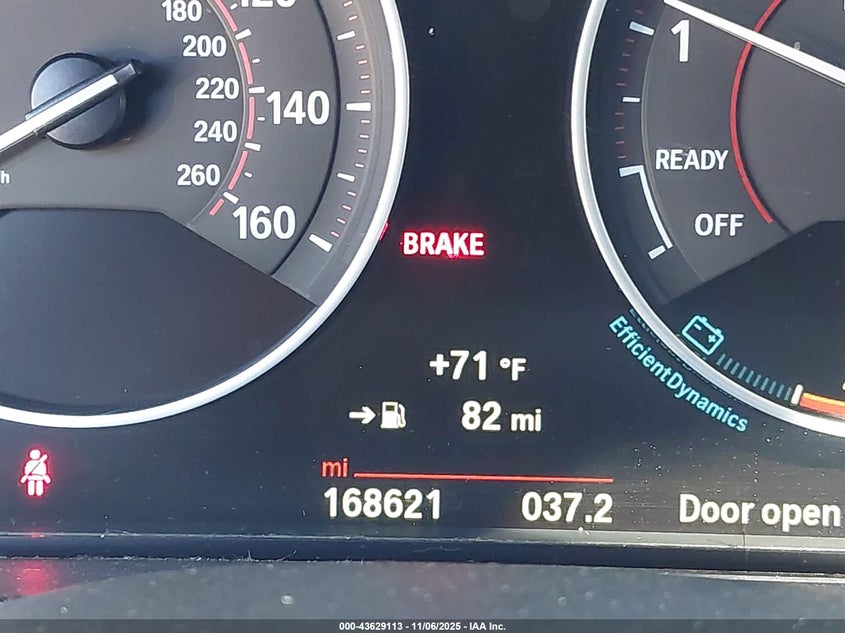 180
200
220
240
260
120
140
160
1
READY
OFF
BRAKE
+71 °F
82 mi
EfficientDynamics
mi
168621 037.2 Door open
000-43629113 - 11/06/2025 - IAA Inc.